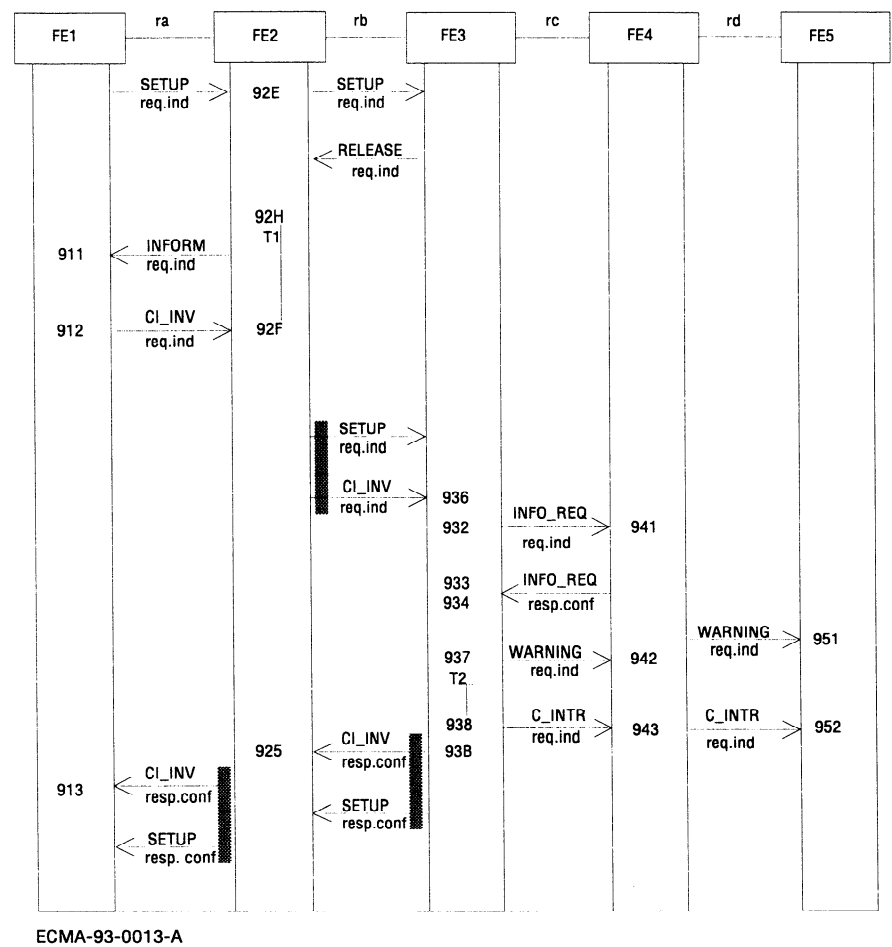 ra rb rc rd
FE1 FE2 FE3 FE4 FE5
SETUP 92E SETUP
req.ind req.ind
RELEASE
req.ind
92H
T1
911 INFORM
req.ind
912 CI_INV 92F
req.ind
SETUP
req.ind
CI_INV 936
req.ind
932 INFO_REQ 941
req.ind
933 INFO_REQ
934 resp.conf
WARNING 951
req.ind
937 WARNING 942
req.ind
T2
938 C_INTR 943 C_INTR 952
req.ind req.ind
925 CI_INV 93B
resp.conf
913 CI_INV
resp.conf
SETUP
resp.conf
SETUP
resp. conf
ECMA-93-0013-A